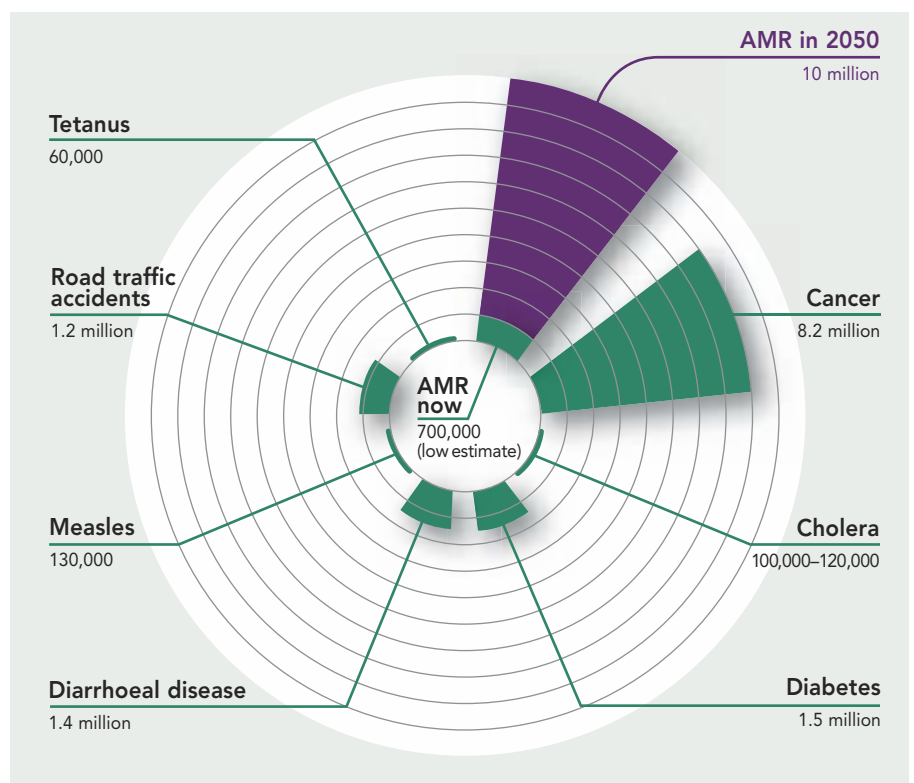 AMR in 2050
10 million
Tetanus
60,000
Road traffic
accidents
1.2 million
Cancer
8.2 million
AMR
now
700,000
(low estimate)
Measles
130,000
Cholera
100,000–120,000
Diarrhoeal disease
1.4 million
Diabetes
1.5 million